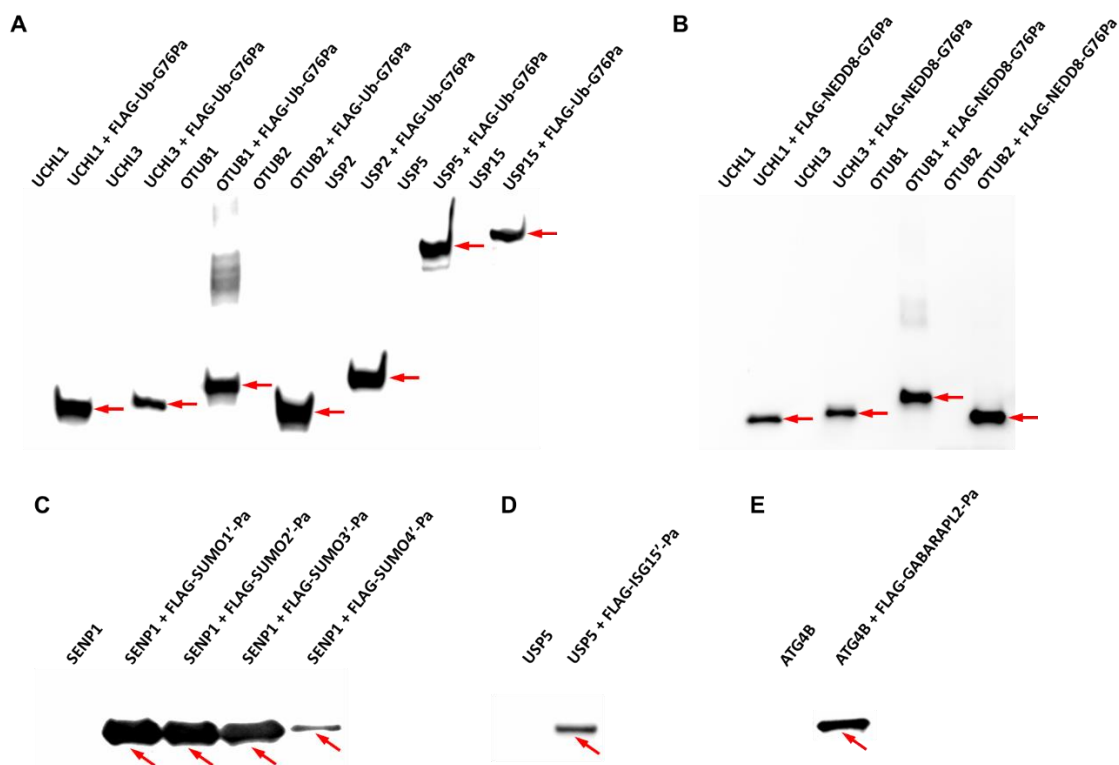 A
UCHL1
UCHL1 + FLAG-Ub-G76Pa
UCHL3
UCHL3 + FLAG-Ub-G76Pa
OTUB1
OTUB1 + FLAG-Ub-G76Pa
OTUB2
OTUB2 + FLAG-Ub-G76Pa
USP2
USP2 + FLAG-Ub-G76Pa
USP5
USP5 + FLAG-Ub-G76Pa
USP15
USP15 + FLAG-Ub-G76Pa
B
UCHL1
UCHL1 + FLAG-NEDD8-G76Pa
UCHL3
UCHL3 + FLAG-NEDD8-G76Pa
OTUB1
OTUB1 + FLAG-NEDD8-G76Pa
OTUB2
OTUB2 + FLAG-NEDD8-G76Pa
C
SENP1
SENP1 + FLAG-SUMO1′-Pa
SENP1 + FLAG-SUMO2′-Pa
SENP1 + FLAG-SUMO3′-Pa
SENP1 + FLAG-SUMO4′-Pa
D
USP5
USP5 + FLAG-ISG15′-Pa
E
ATG4B
ATG4B + FLAG-GABARAPL2-Pa